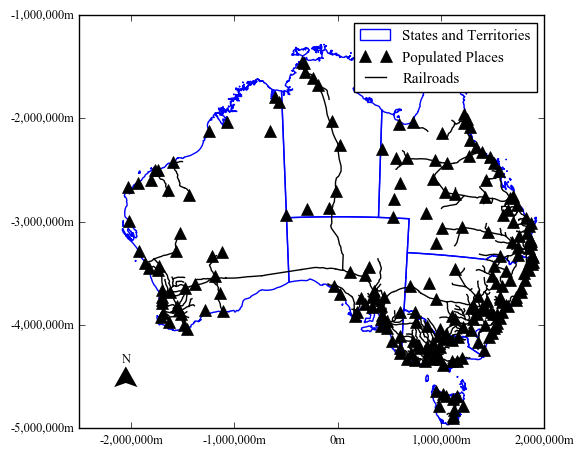 -1,000,000m
States and Territories
Populated Places
Railroads
-2,000,000m
-3,000,000m
-4,000,000m
N
-5,000,000m
-2,000,000m -1,000,000m 0m 1,000,000m 2,000,000m